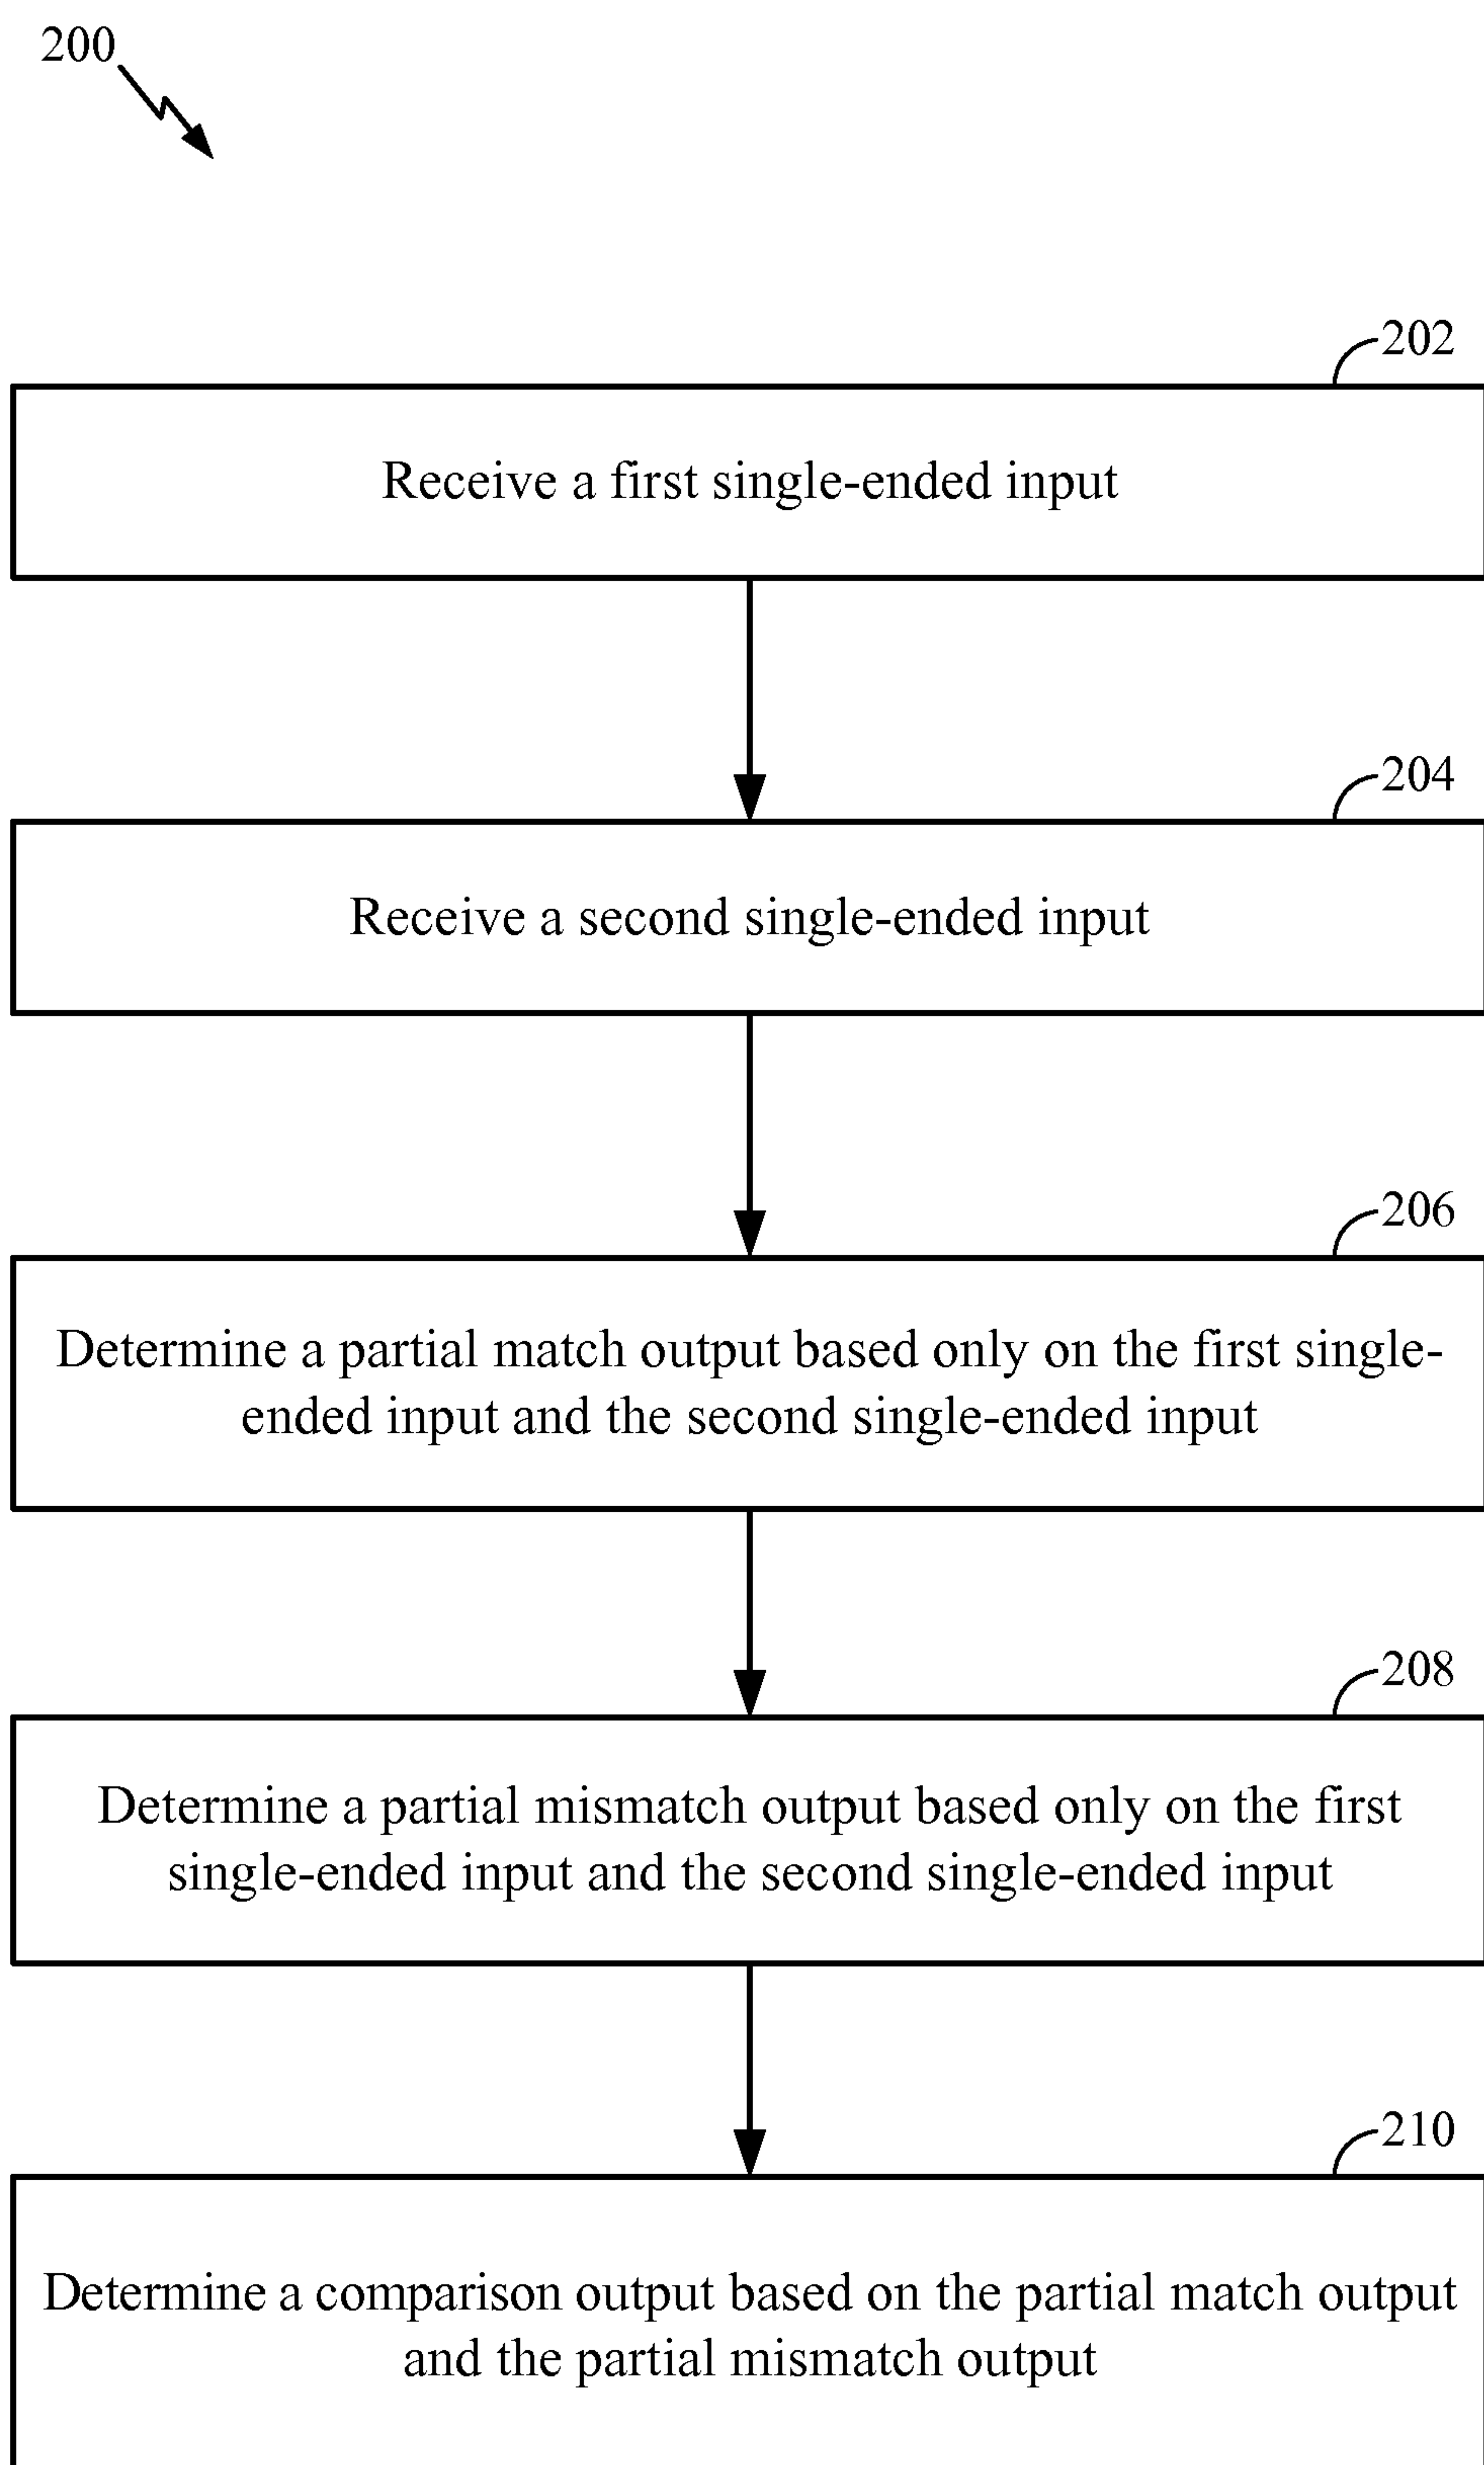 200
202
Receive a first single-ended input
204
Receive a second single-ended input
206
Determine a partial match output based only on the first single-
ended input and the second single-ended input
208
Determine a partial mismatch output based only on the first
single-ended input and the second single-ended input
210
Determine a comparison output based on the partial match output
and the partial mismatch output